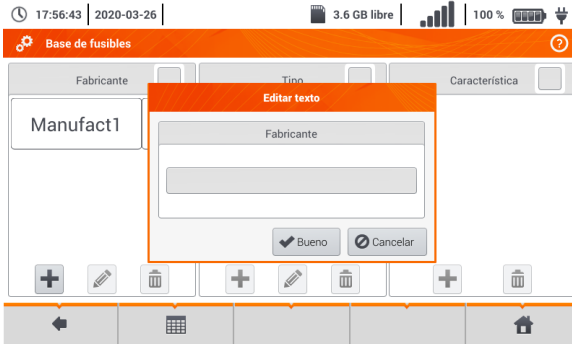 17:56:43 2020-03-26 3.6 GB libre 100 %
Base de fusibles
Fabricante Tipo Característica
Editar texto
Manufact1
Fabricante
Bueno Cancelar